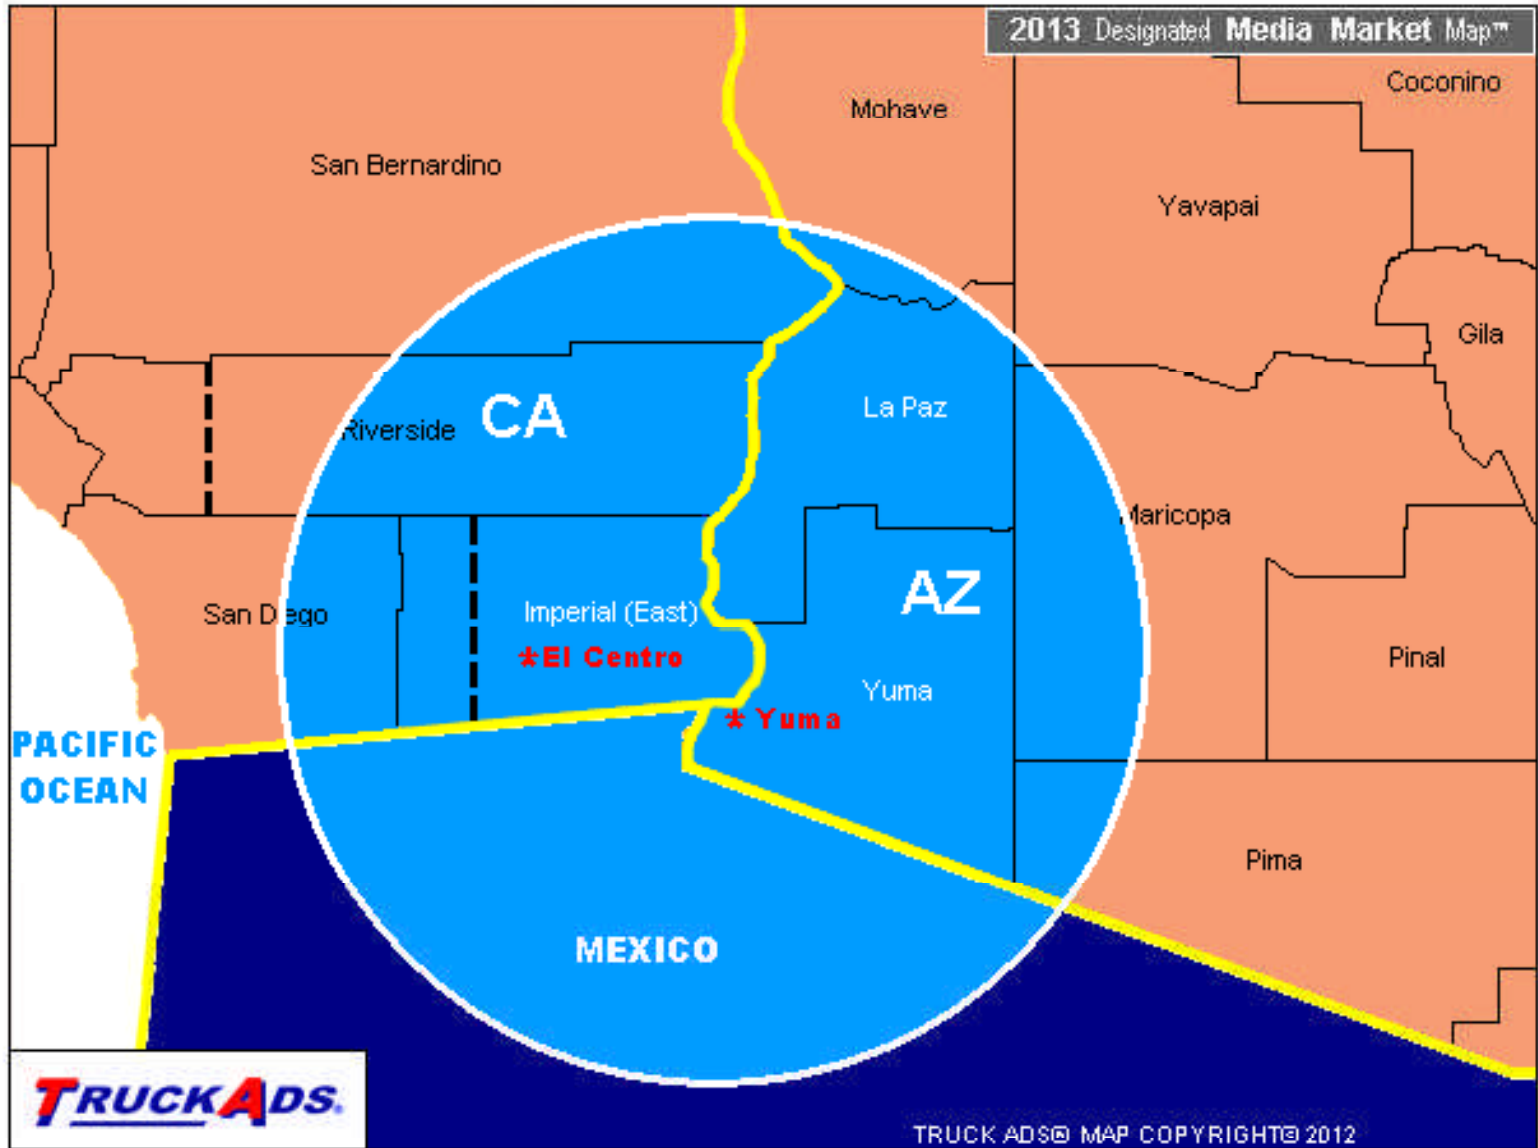 2013 Designated Media Market Map™
Coconino
Mohave
San Bernardino
Yavapai
Gila
CA
La Paz
Riverside
Maricopa
AZ
San Diego
Imperial (East)
*El Centro
Pinal
Yuma
* Yuma
PACIFIC
OCEAN
Pima
MEXICO
TRUCKADS®
TRUCK ADS® MAP COPYRIGHT© 2012